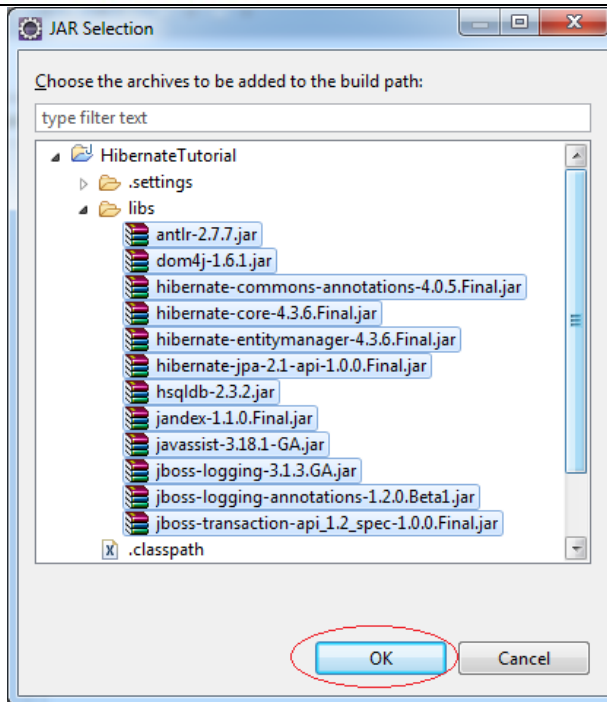 JAR Selection
Choose the archives to be added to the build path:
type filter text
HibernateTutorial
.settings
libs
antlr-2.7.7.jar
dom4j-1.6.1.jar
hibernate-commons-annotations-4.0.5.Final.jar
hibernate-core-4.3.6.Final.jar
hibernate-entitymanager-4.3.6.Final.jar
hibernate-jpa-2.1-api-1.0.0.Final.jar
hsqldb-2.3.2.jar
jandex-1.1.0.Final.jar
javassist-3.18.1-GA.jar
jboss-logging-3.1.3.GA.jar
jboss-logging-annotations-1.2.0.Beta1.jar
jboss-transaction-api_1.2_spec-1.0.0.Final.jar
.classpath
OK Cancel